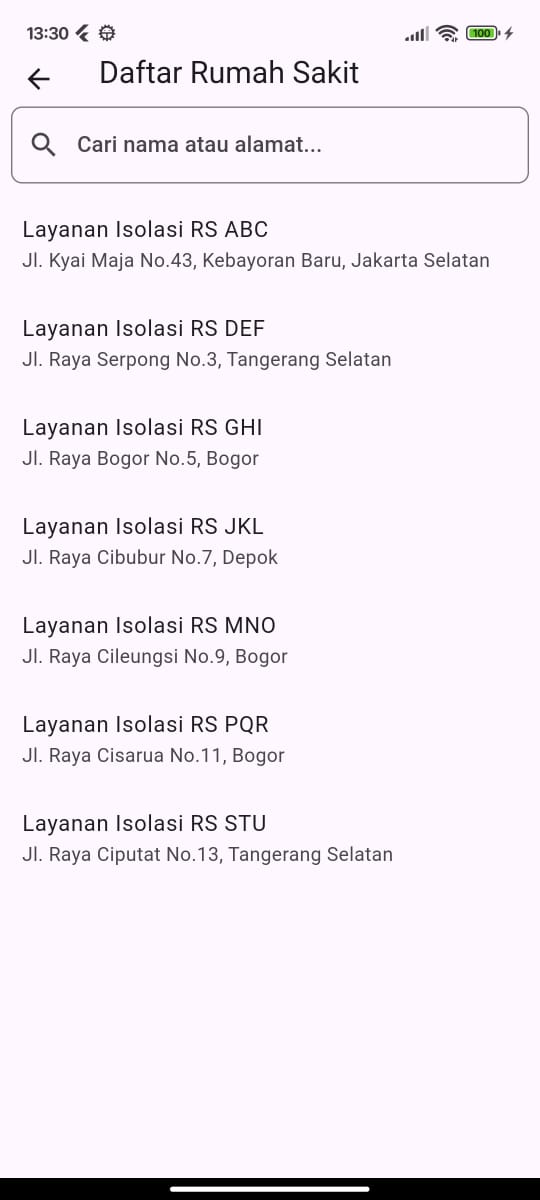 13:30
100
Daftar Rumah Sakit
Cari nama atau alamat...
Layanan Isolasi RS ABC
Jl. Kyai Maja No.43, Kebayoran Baru, Jakarta Selatan
Layanan Isolasi RS DEF
Jl. Raya Serpong No.3, Tangerang Selatan
Layanan Isolasi RS GHI
Jl. Raya Bogor No.5, Bogor
Layanan Isolasi RS JKL
Jl. Raya Cibubur No.7, Depok
Layanan Isolasi RS MNO
Jl. Raya Cileungsi No.9, Bogor
Layanan Isolasi RS PQR
Jl. Raya Cisarua No.11, Bogor
Layanan Isolasi RS STU
Jl. Raya Ciputat No.13, Tangerang Selatan